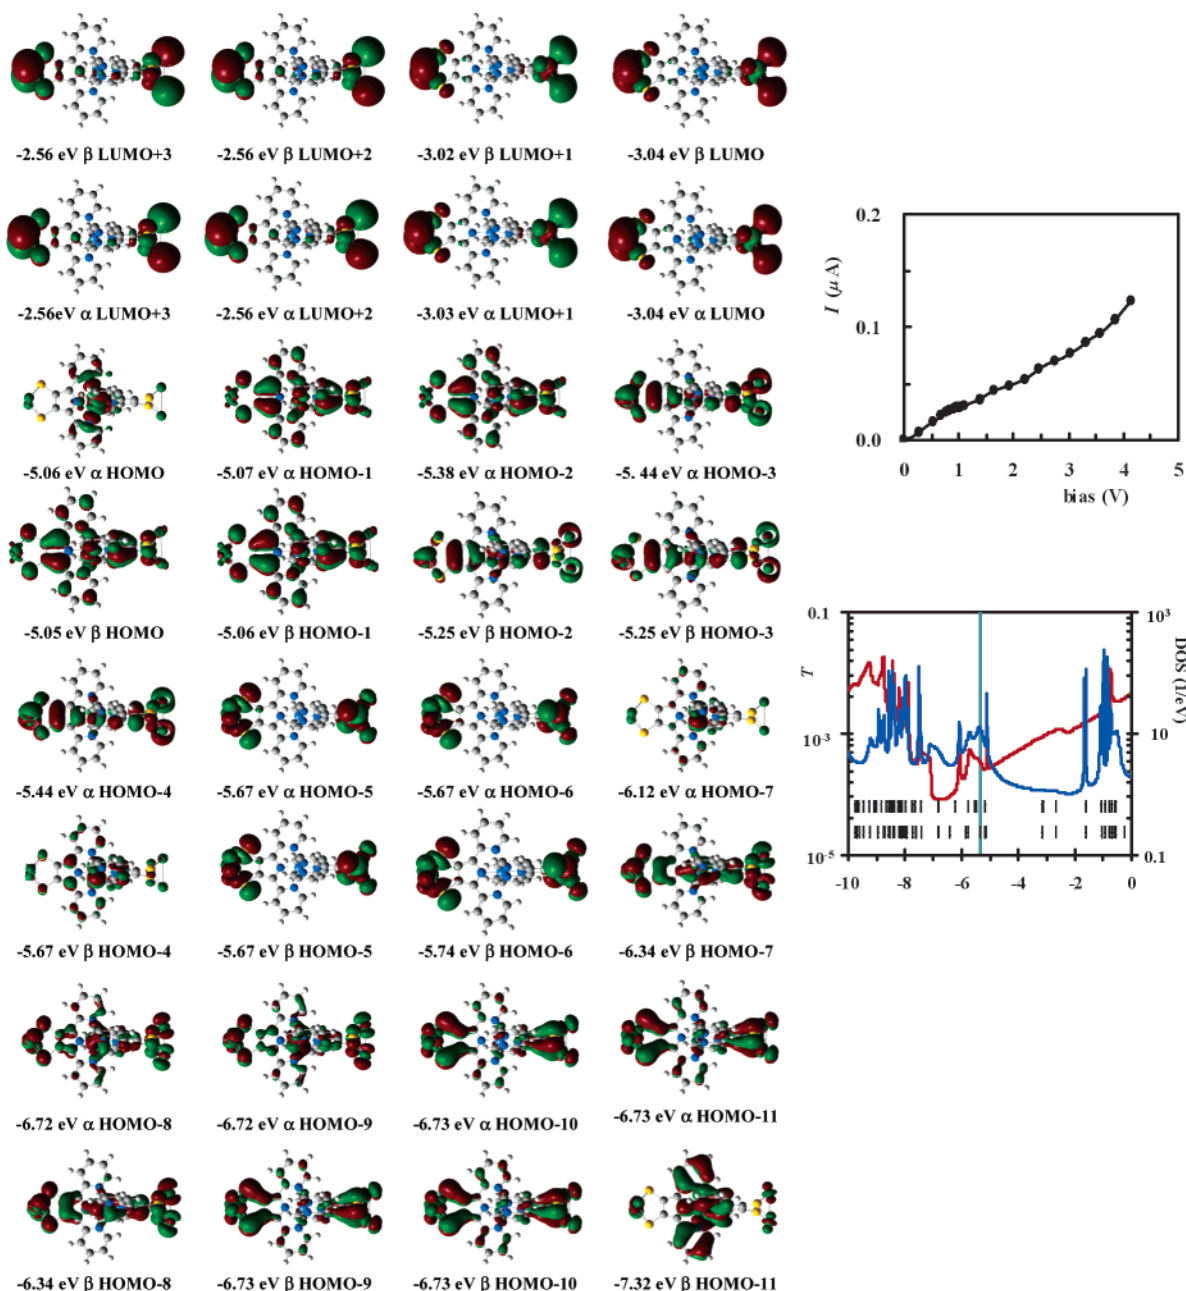 -2.56 eV β LUMO+3
-2.56 eV β LUMO+2
-3.02 eV β LUMO+1
-3.04 eV β LUMO
-2.56eV α LUMO+3
-2.56 eV α LUMO+2
-3.03 eV α LUMO+1
-3.04 eV α LUMO
-5.06 eV α HOMO
-5.07 eV α HOMO-1
-5.38 eV α HOMO-2
-5. 44 eV α HOMO-3
-5.05 eV β HOMO
-5.06 eV β HOMO-1
-5.25 eV β HOMO-2
-5.25 eV β HOMO-3
-5.44 eV α HOMO-4
-5.67 eV α HOMO-5
-5.67 eV α HOMO-6
-6.12 eV α HOMO-7
-5.67 eV β HOMO-4
-5.67 eV β HOMO-5
-5.74 eV β HOMO-6
-6.34 eV β HOMO-7
-6.72 eV α HOMO-8
-6.72 eV α HOMO-9
-6.73 eV α HOMO-10
-6.73 eV α HOMO-11
-6.34 eV β HOMO-8
-6.73 eV β HOMO-9
-6.73 eV β HOMO-10
-7.32 eV β HOMO-11
0.2
I (μ A)
0.1
0.0
0 1 2 3 4 5
bias (V)
0.1
T
10⁻³
10⁻⁵
10³
DOS (1/eV)
10
0.1
-10 -8 -6 -4 -2 0